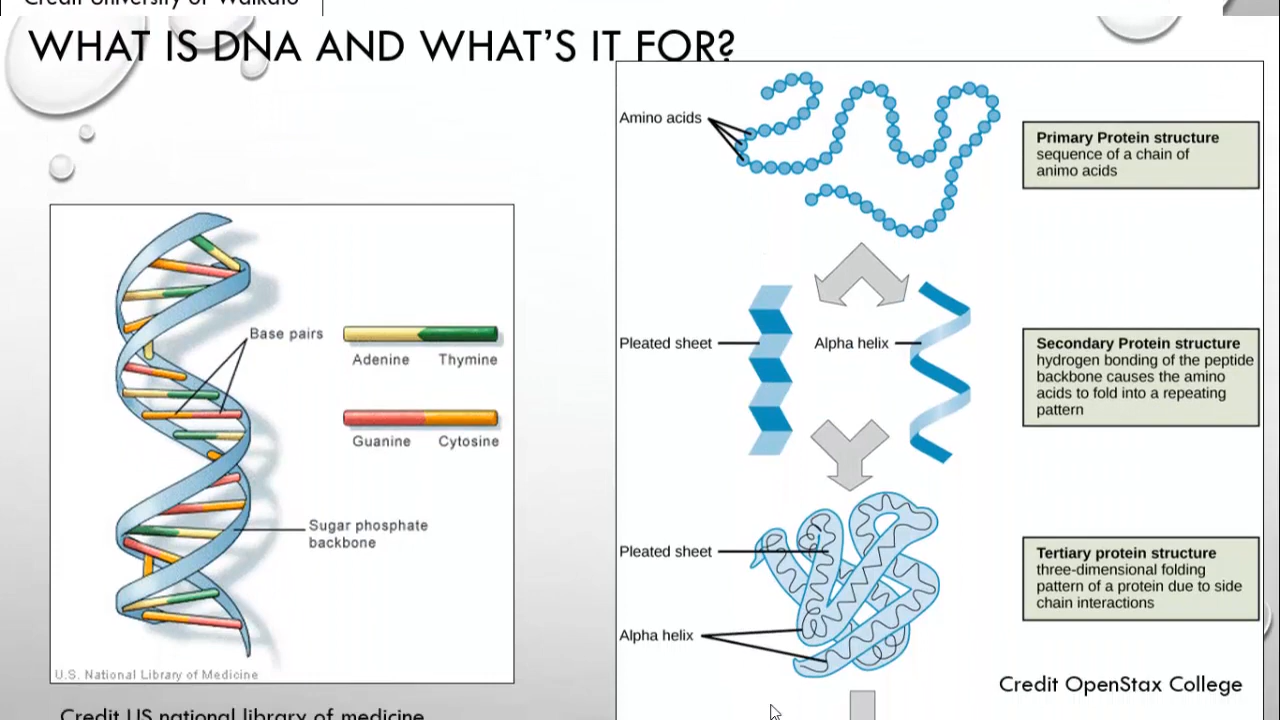 Credit University of Waikato
WHAT IS DNA AND WHAT'S IT FOR?
Base pairs
Adenine Thymine
Guanine Cytosine
Sugar phosphate
backbone
U.S. National Library of Medicine
Credit US national library of medicine
Amino acids
Primary Protein structure
sequence of a chain of
animo acids
Pleated sheet
Alpha helix
Secondary Protein structure
hydrogen bonding of the peptide
backbone causes the amino
acids to fold into a repeating
pattern
Pleated sheet
Alpha helix
Tertiary protein structure
three-dimensional folding
pattern of a protein due to side
chain interactions
Credit OpenStax College